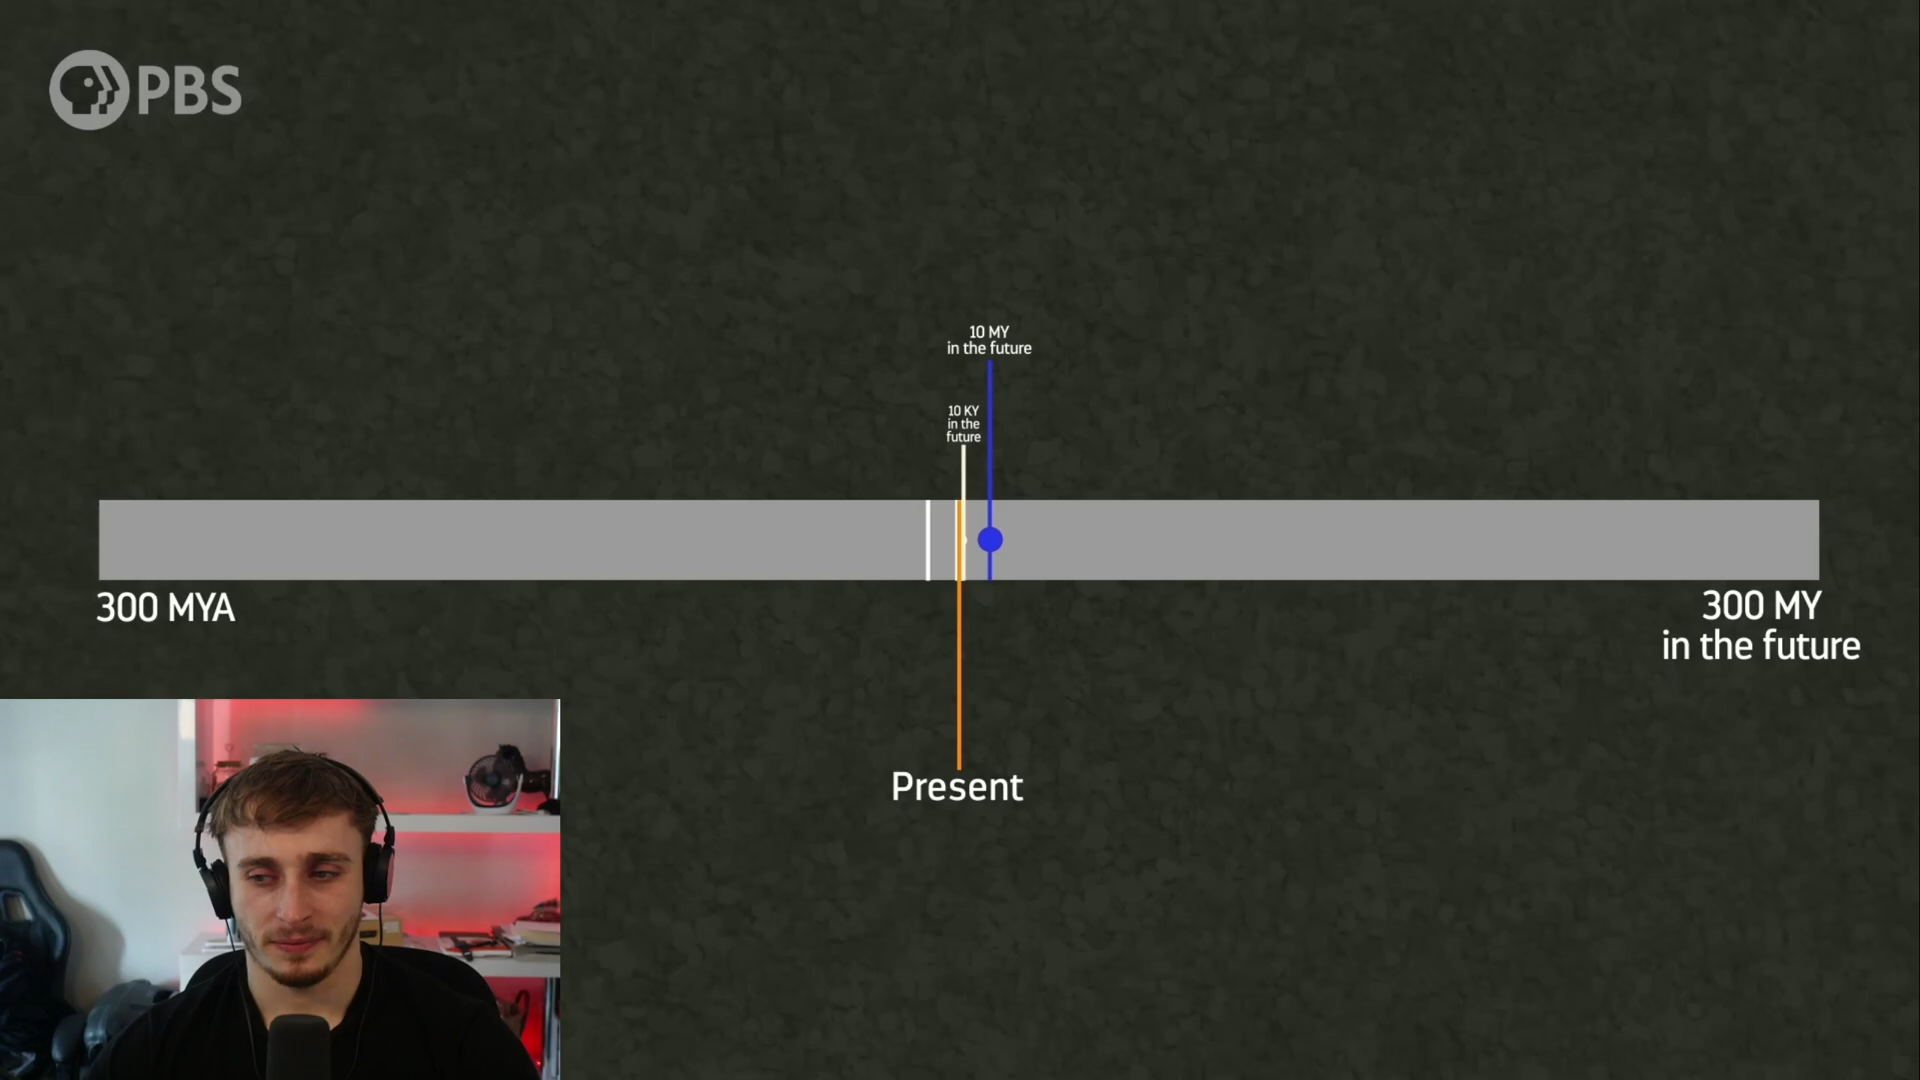 PBS
10 MY
in the future
10 KY
in the
future
300 MYA
300 MY
in the future
Present